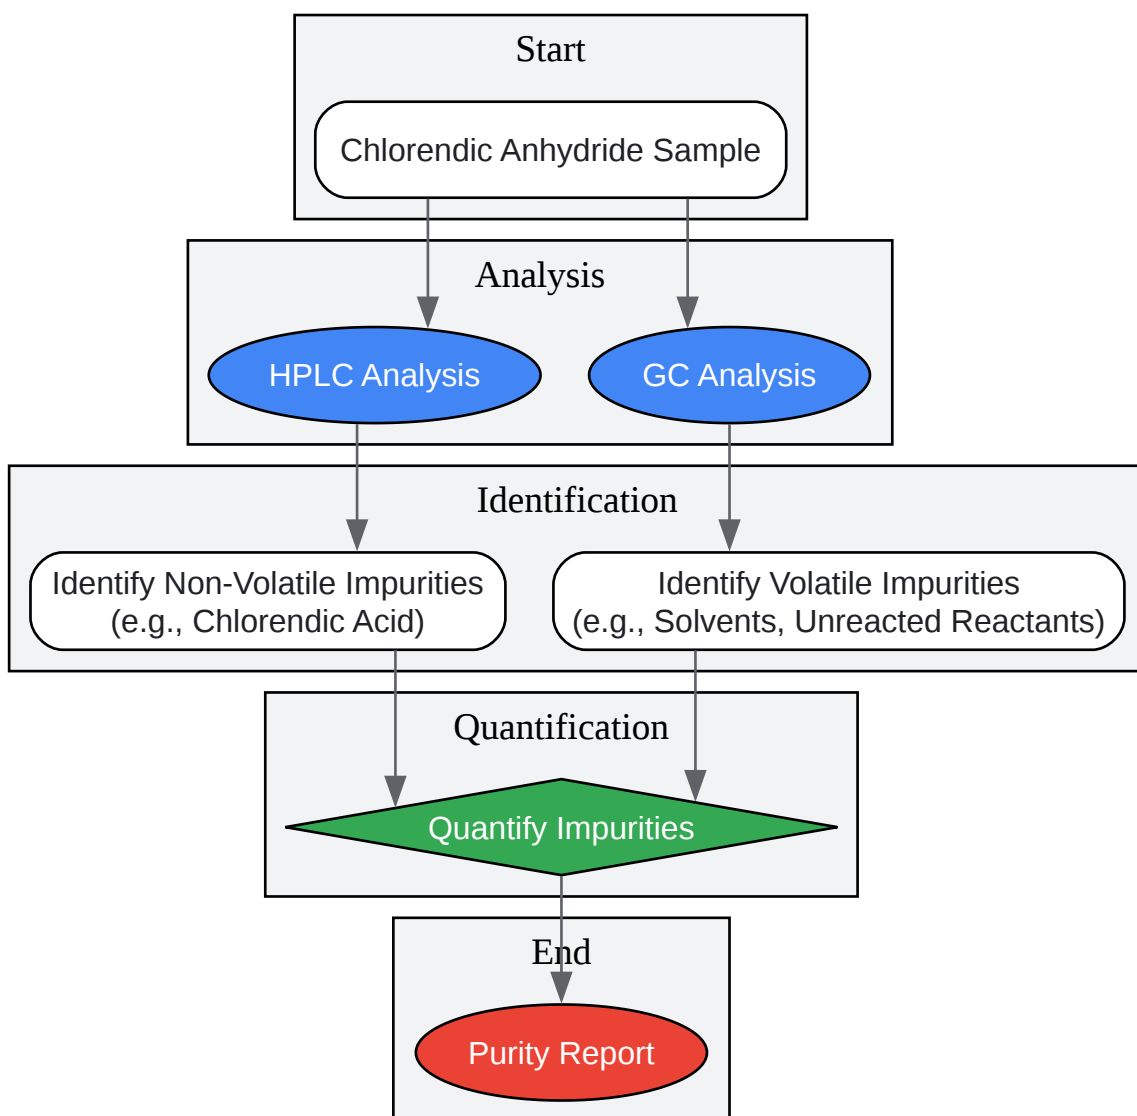 Start
Chlorendic Anhydride Sample
Analysis
HPLC Analysis
GC Analysis
Identification
Identify Non-Volatile Impurities
(e.g., Chlorendic Acid)
Identify Volatile Impurities
(e.g., Solvents, Unreacted Reactants)
Quantification
Quantify Impurities
End
Purity Report